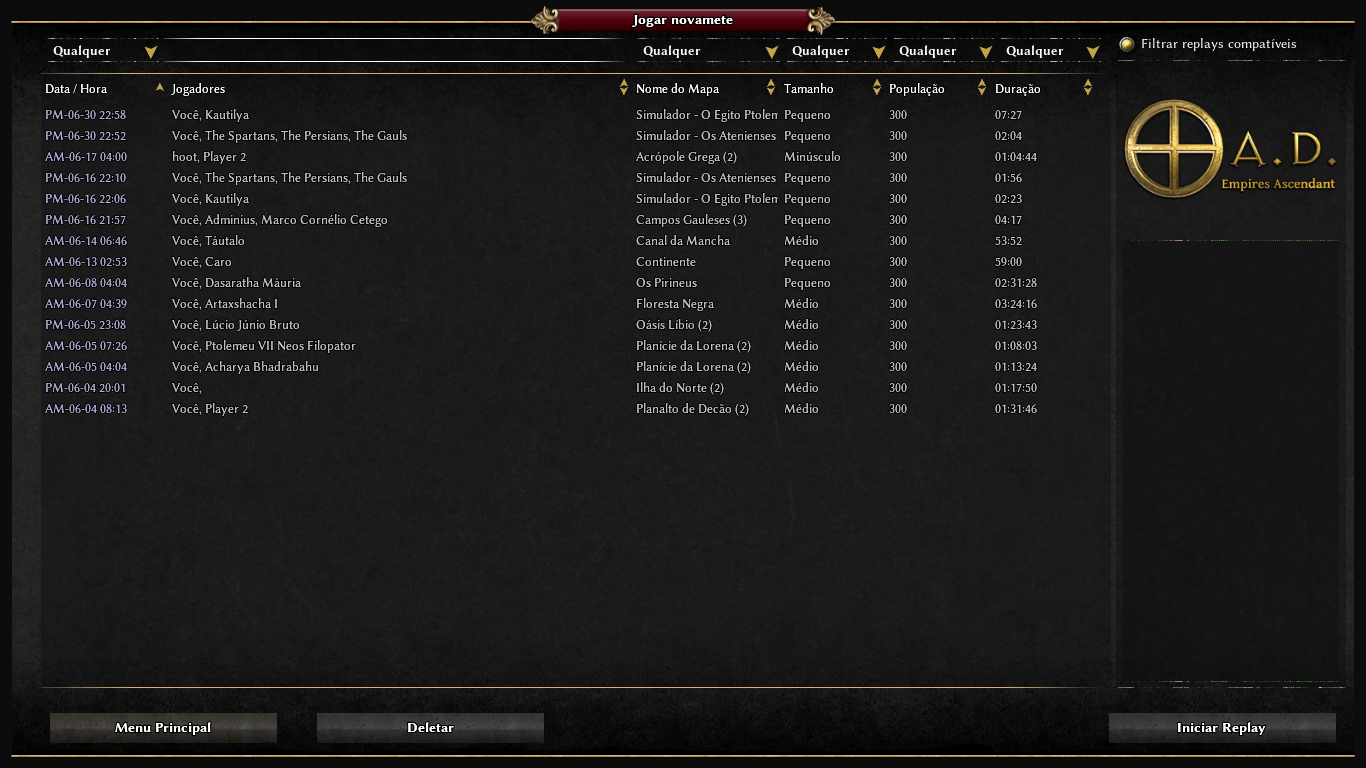 Jogar novamete
Qualquer Qualquer Qualquer Qualquer Qualquer
Filtrar replays compatíveis
Data / Hora Jogadores Nome do Mapa Tamanho População Duração
PM-06-30 22:58 Você, Kautilya Simulador - O Egito Ptolem Pequeno 300 07:27
PM-06-30 22:52 Você, The Spartans, The Persians, The Gauls Simulador - Os Atenienses Pequeno 300 02:04
AM-06-17 04:00 hoot, Player 2 Acrópole Grega (2) Minúsculo 300 01:04:44
PM-06-16 22:10 Você, The Spartans, The Persians, The Gauls Simulador - Os Atenienses Pequeno 300 01:56
PM-06-16 22:06 Você, Kautilya Simulador - O Egito Ptolem Pequeno 300 02:23
PM-06-16 21:57 Você, Adminius, Marco Cornélio Cetego Campos Gauleses (3) Pequeno 300 04:17
AM-06-14 06:46 Você, Táutalo Canal da Mancha Médio 300 53:52
AM-06-13 02:53 Você, Caro Continente Pequeno 300 59:00
AM-06-08 04:04 Você, Dasaratha Máuria Os Pirineus Pequeno 300 02:31:28
AM-06-07 04:39 Você, Artaxshacha I Floresta Negra Médio 300 03:24:16
PM-06-05 23:08 Você, Lúcio Júnio Bruto Oásis Líbio (2) Médio 300 01:23:43
AM-06-05 07:26 Você, Ptolemeu VII Neos Filopator Planície da Lorena (2) Médio 300 01:08:03
AM-06-05 04:04 Você, Acharya Bhadrabahu Planície da Lorena (2) Médio 300 01:13:24
PM-06-04 20:01 Você, Ilha do Norte (2) Médio 300 01:17:50
AM-06-04 08:13 Você, Player 2 Planalto de Decão (2) Médio 300 01:31:46
A.D.
Empires Ascendant
Menu Principal Deletar Iniciar Replay